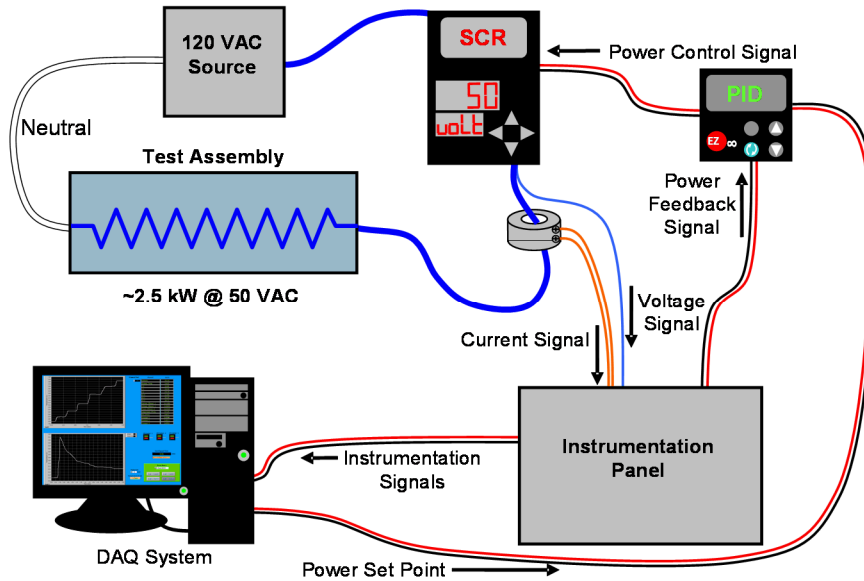 120 VAC
Source
SCR
50
volt
Power Control Signal
PID
EZ
∞
Neutral
Test Assembly
~2.5 kW @ 50 VAC
Power
Feedback
Signal
Voltage
Signal
Current Signal
Instrumentation
Panel
Instrumentation
Signals
DAQ System
Power Set Point